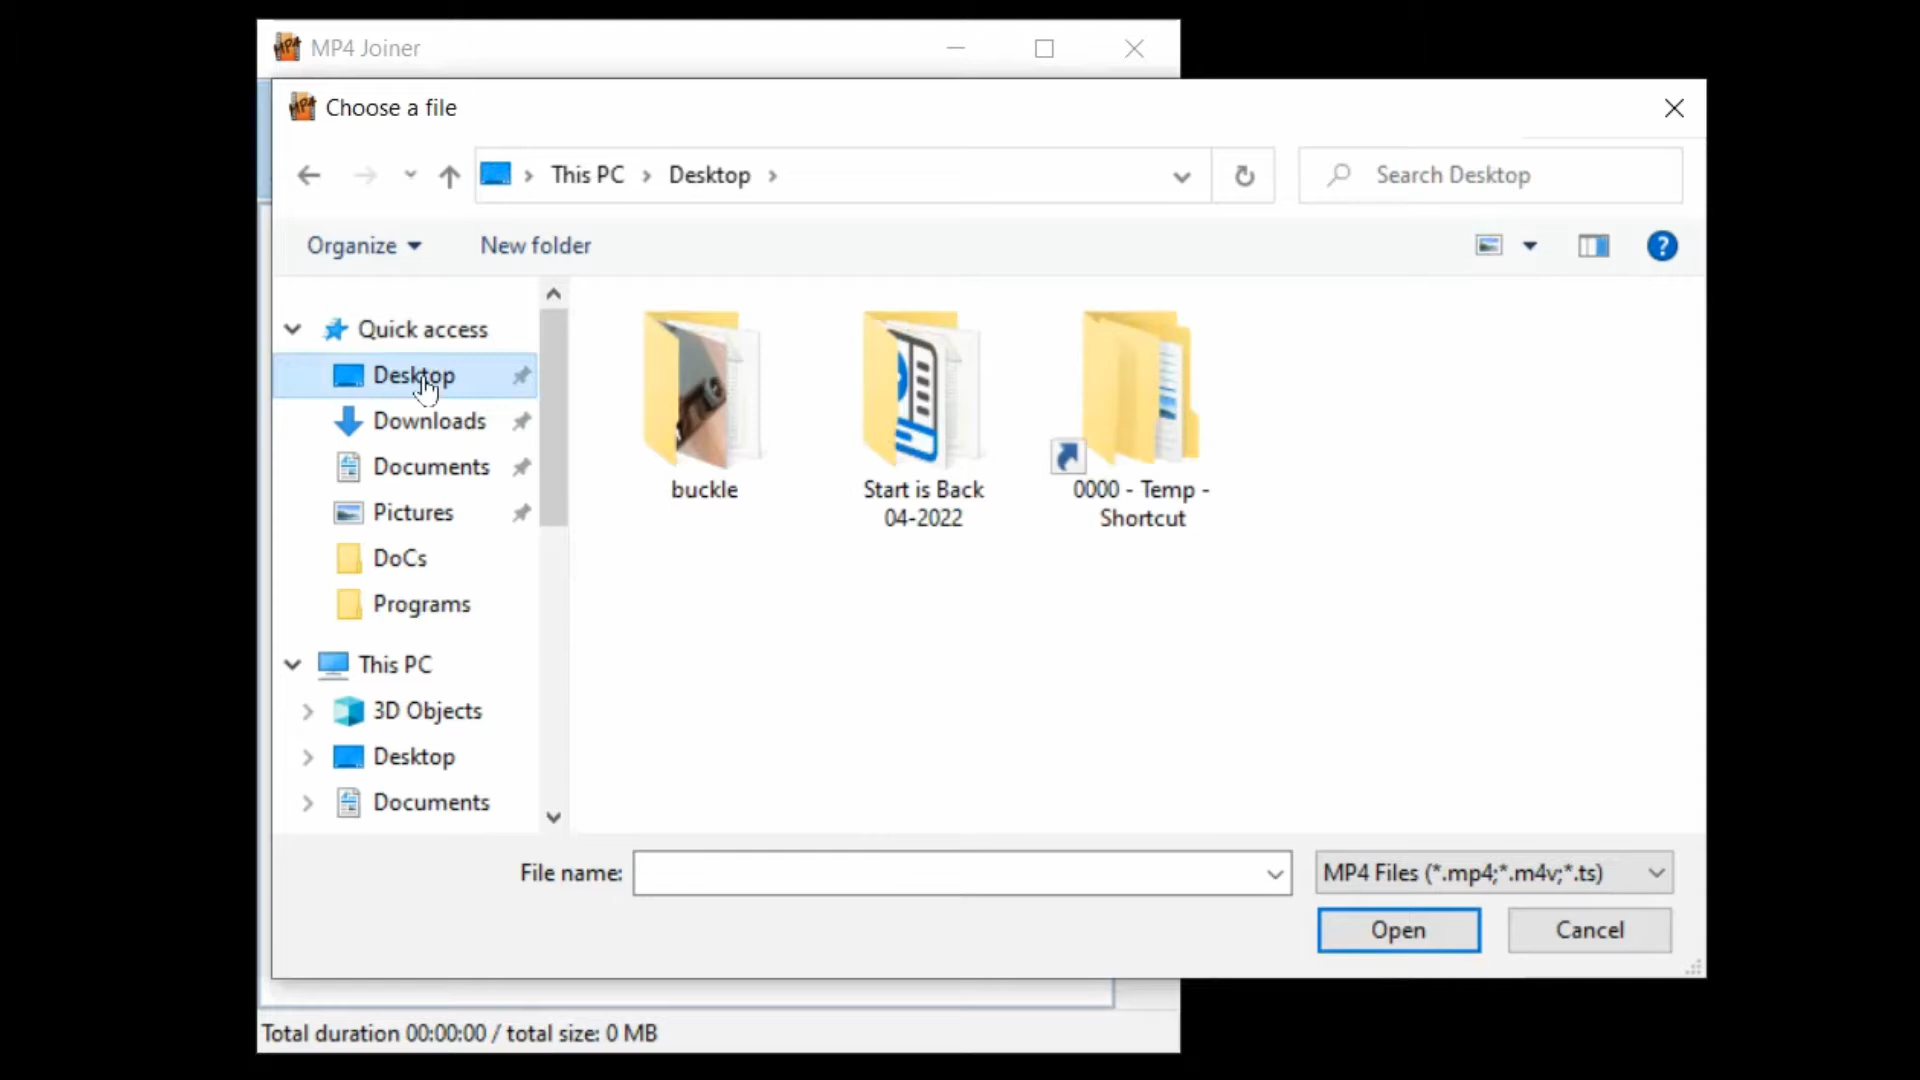 MP4 Joiner
Choose a file
This PC
Desktop
Search Desktop
Organize
New folder
?
Quick access
Desktop
Downloads
Documents
Pictures
DoCs
Programs
This PC
3D Objects
Desktop
Documents
buckle
Start is Back
04-2022
0000 - Temp -
Shortcut
File name:
MP4 Files (*.mp4;*.m4v;*.ts)
Open
Cancel
Total duration 00:00:00 / total size: 0 MB